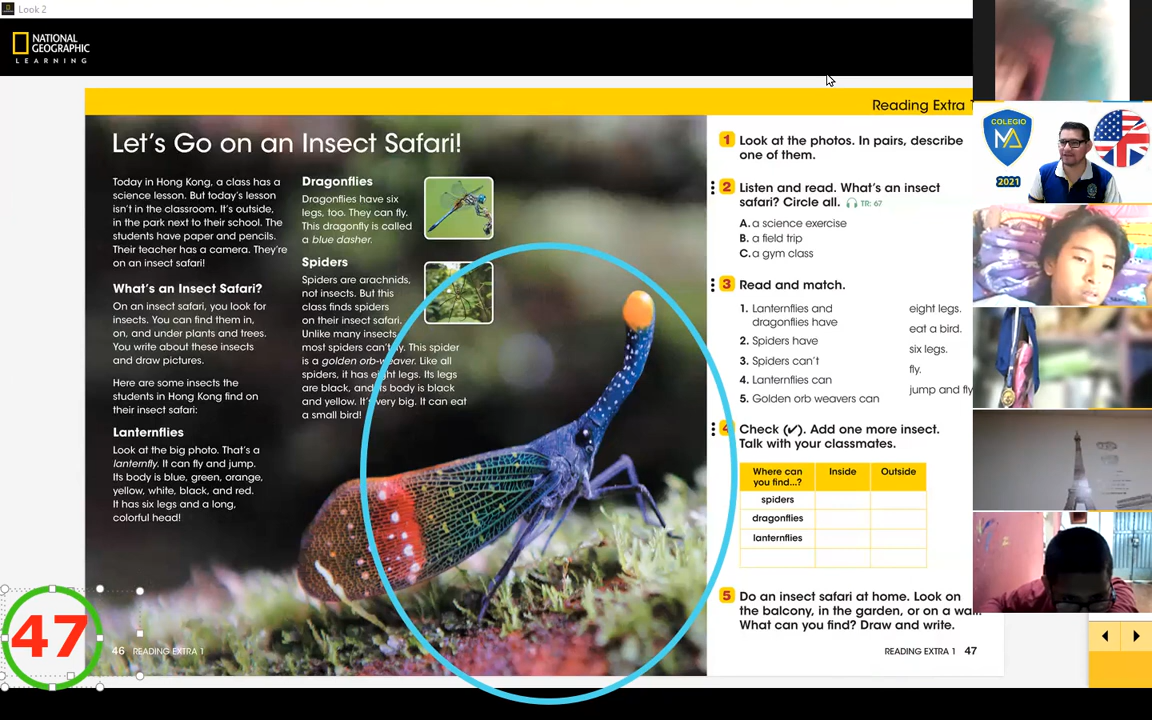 Look 2
NATIONAL
GEOGRAPHIC
LEARNING
Reading Extra 1
Let's Go on an Insect Safari!
Today in Hong Kong, a class has a
science lesson. But today's lesson
isn't in the classroom. It's outside,
in the park next to their school. The
students have paper and pencils.
Their teacher has a camera. They're
on an insect safari!
What's an Insect Safari?
On an insect safari, you look for
insects. You can find them in,
on, and under plants and trees.
You write about these insects
and draw pictures.
Here are some insects the
students in Hong Kong find on
their insect safari:
Lanternflies
Look at the big photo. That's a
lanternfly. It can fly and jump.
Its body is blue, green, orange,
yellow, white, black, and red.
It has six legs and a long,
colorful head!
Dragonflies
Dragonflies have six
legs, too. They can fly.
This dragonfly is called
a blue dasher.
Spiders
Spiders are arachnids,
not insects. But this
class finds spiders
on their insect safari.
Unlike many insects,
most spiders can't fly. This spider
is a golden orb-weaver. Like all
spiders, it has eight legs. Its legs
are black, and its body is black
and yellow. It's very big. It can eat
a small bird!
1 Look at the photos. In pairs, describe
one of them.
2 Listen and read. What's an insect
safari? Circle all. TR: 67
A. a science exercise
B. a field trip
C. a gym class
3 Read and match.
1. Lanternflies and
dragonflies have
2. Spiders have
3. Spiders can't
4. Lanternflies can
5. Golden orb weavers can
eight legs.
eat a bird.
six legs.
fly.
jump and fly
4 Check (✔). Add one more insect.
Talk with your classmates.
Where can
you find...? Inside Outside
spiders
dragonflies
lanternflies
5 Do an insect safari at home. Look on
the balcony, in the garden, or on a wa
What can you find? Draw and write.
46 READING EXTRA 1
READING EXTRA 1 47
47
COLEGIO
MA
2021